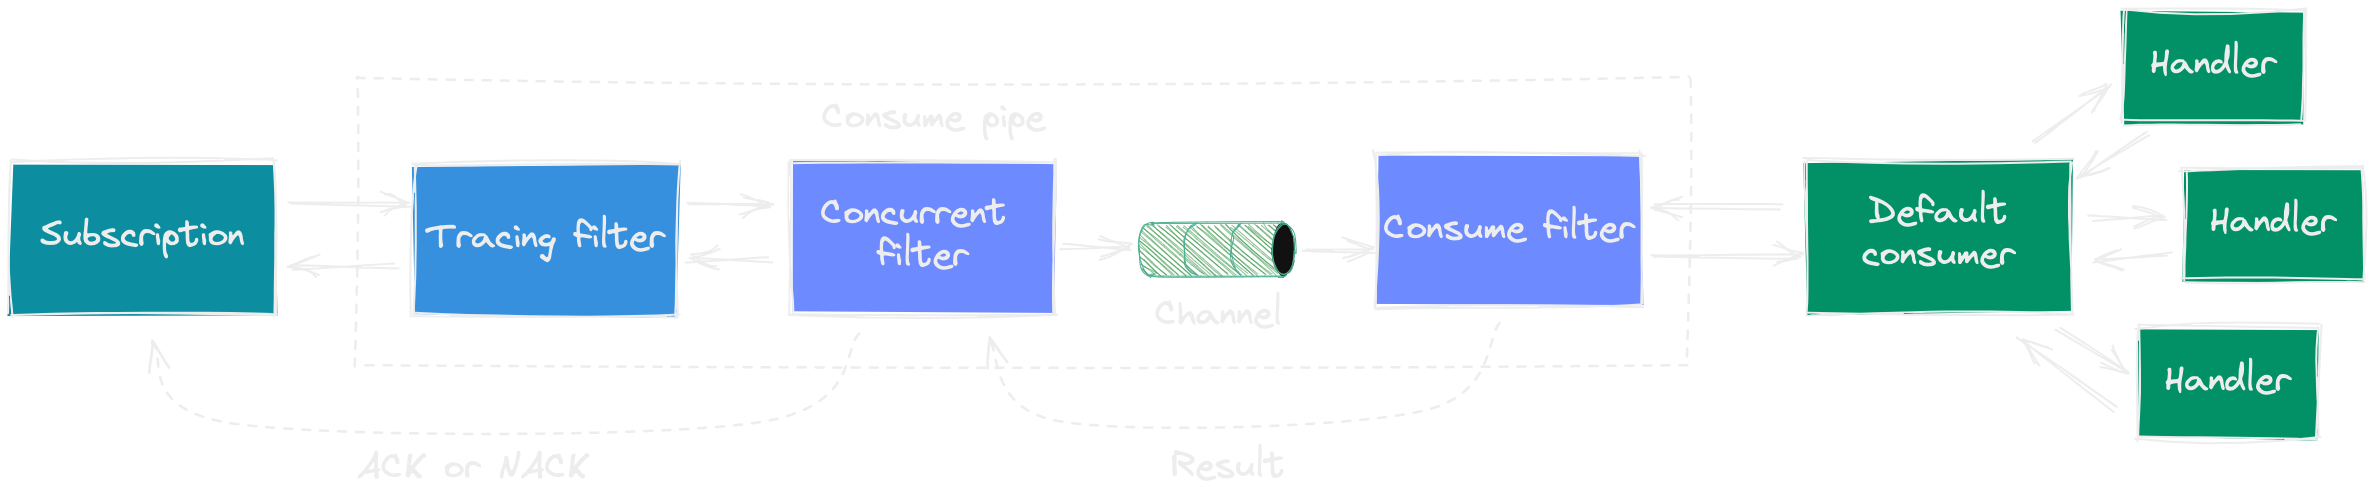 Handler
Consume pipe
Subscription
Tracing filter
Concurrent
filter
Channel
Consume filter
Default
consumer
Handler
Handler
ACK or NACK
Result